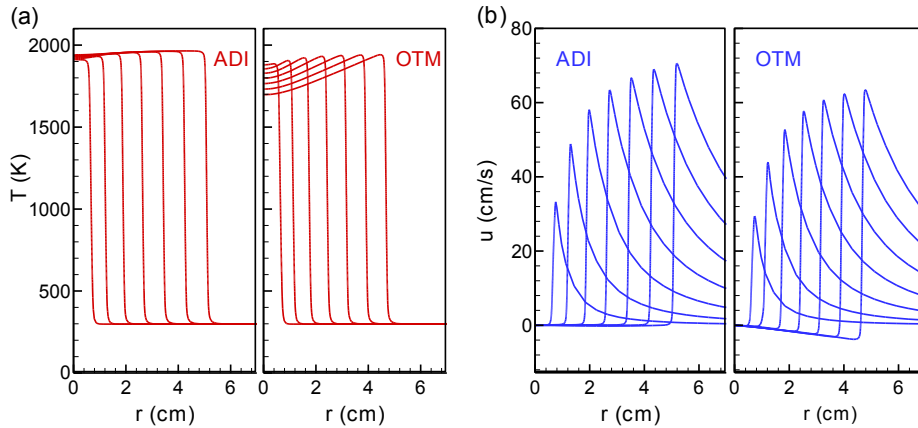 (a)
2000
1500
1000
500
0
T (K)
ADI
OTM
0 2 4 6
0 2 4 6
r (cm)
r (cm)
(b)
80
60
40
20
0
u (cm/s)
ADI
OTM
0 2 4 6
0 2 4 6
r (cm)
r (cm)